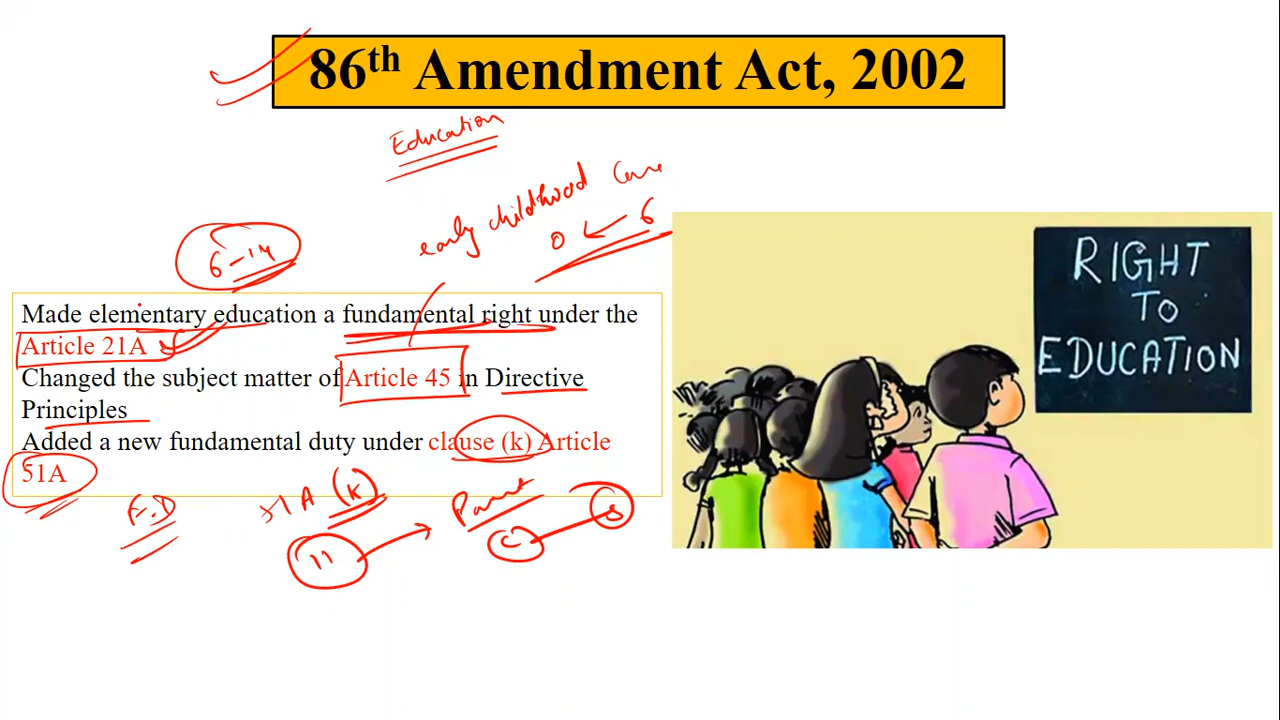 86th Amendment Act, 2002
Education
early childhood Care
0 ← 6
6-14
Made elementary education a fundamental right under the
Article 21A
Changed the subject matter of Article 45 in Directive
Principles
Added a new fundamental duty under clause (k) Article
51A
F.D
51 A (k)
11
RIGHT
TO
EDUCATION